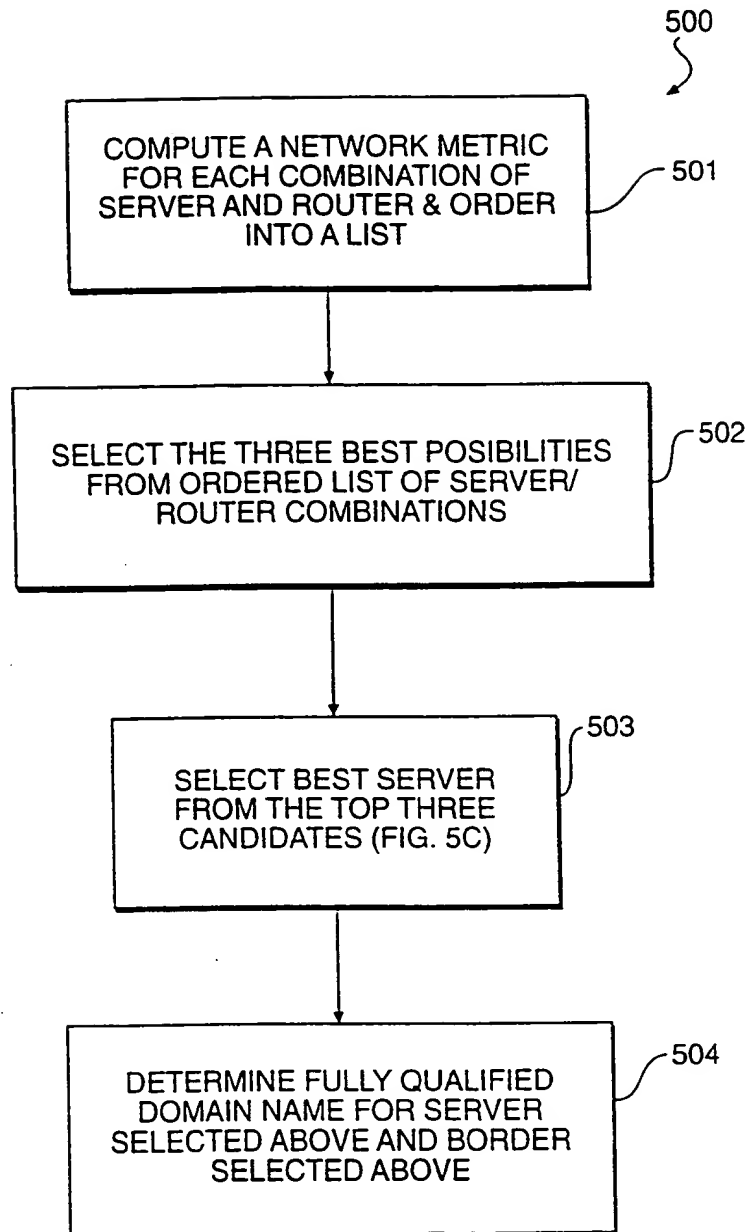 500
COMPUTE A NETWORK METRIC
FOR EACH COMBINATION OF
SERVER AND ROUTER & ORDER
INTO A LIST
501
SELECT THE THREE BEST POSIBILITIES
FROM ORDERED LIST OF SERVER/
ROUTER COMBINATIONS
502
SELECT BEST SERVER
FROM THE TOP THREE
CANDIDATES (FIG. 5C)
503
DETERMINE FULLY QUALIFIED
DOMAIN NAME FOR SERVER
SELECTED ABOVE AND BORDER
SELECTED ABOVE
504